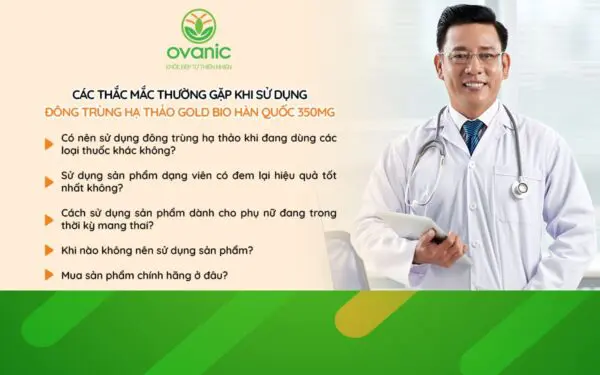 ovanic
KHỎE ĐẸP TỪ THIÊN NHIÊN
CÁC THẮC MẮC THƯỜNG GẶP KHI SỬ DỤNG
ĐÔNG TRÙNG HẠ THẢO GOLD BIO HÀN QUỐC 350MG
Có nên sử dụng đông trùng hạ thảo khi đang dùng các
loại thuốc khác không?
Sử dụng sản phẩm dạng viên có đem lại hiệu quả tốt
nhất không?
Cách sử dụng sản phẩm dành cho phụ nữ đang trong
thời kỳ mang thai?
Khi nào không nên sử dụng sản phẩm?
Mua sản phẩm chính hãng ở đâu?